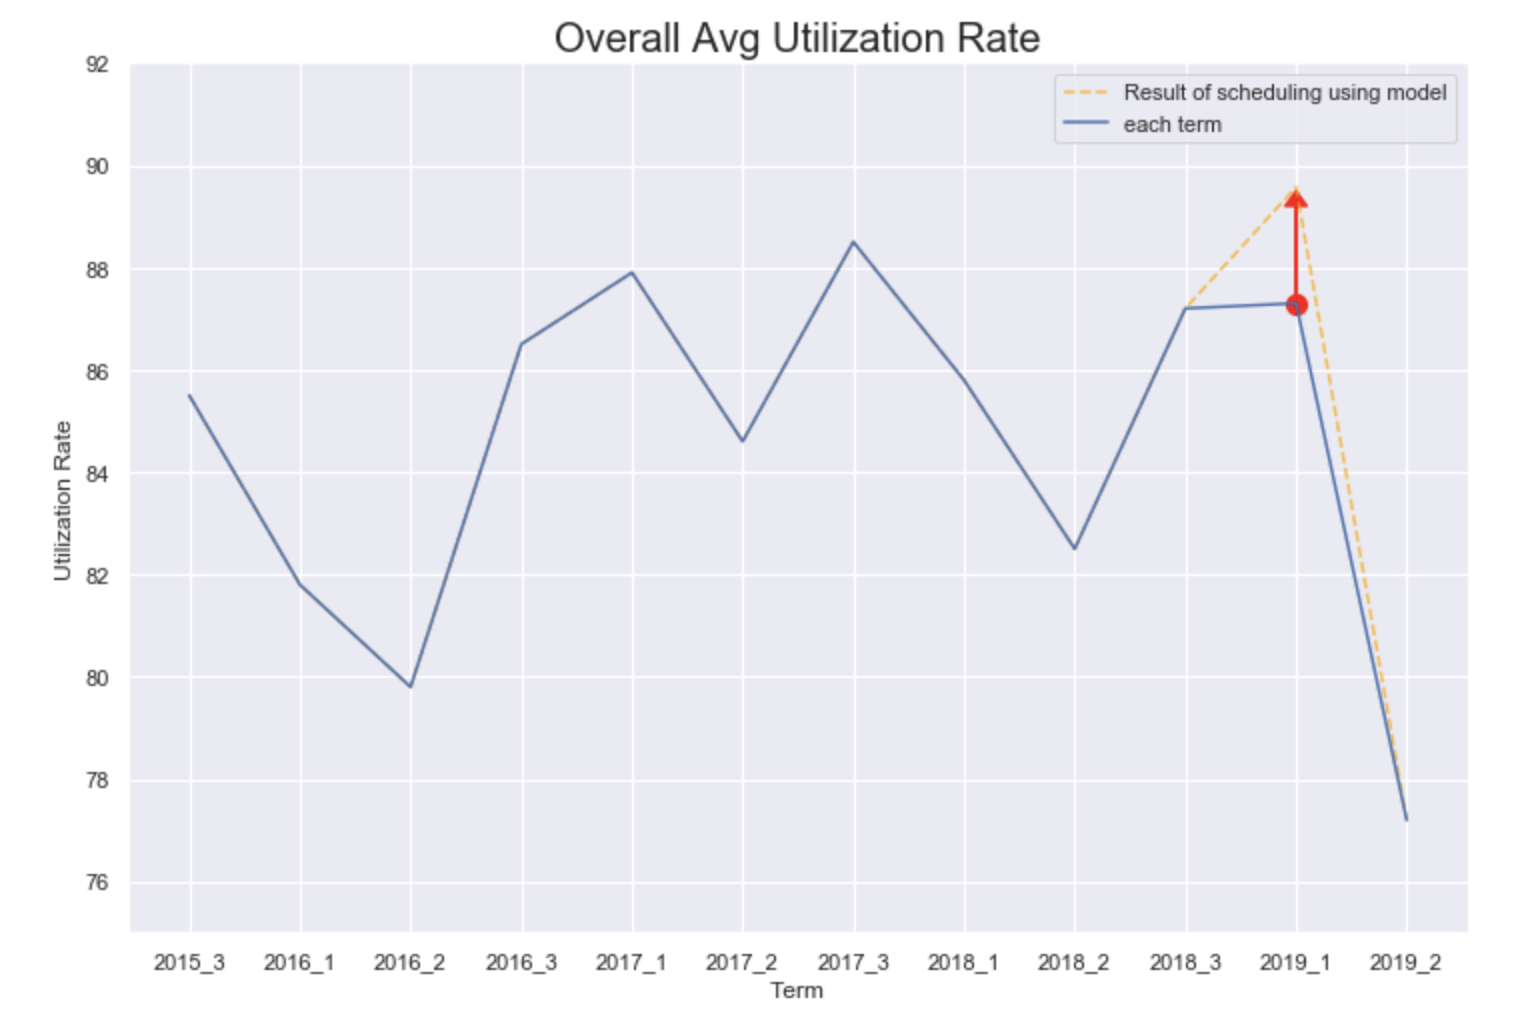 Overall Avg Utilization Rate
92
90
88
86
84
82
80
78
76
Utilization Rate
Result of scheduling using model
each term
2015_3 2016_1 2016_2 2016_3 2017_1 2017_2 2017_3 2018_1 2018_2 2018_3 2019_1 2019_2
Term